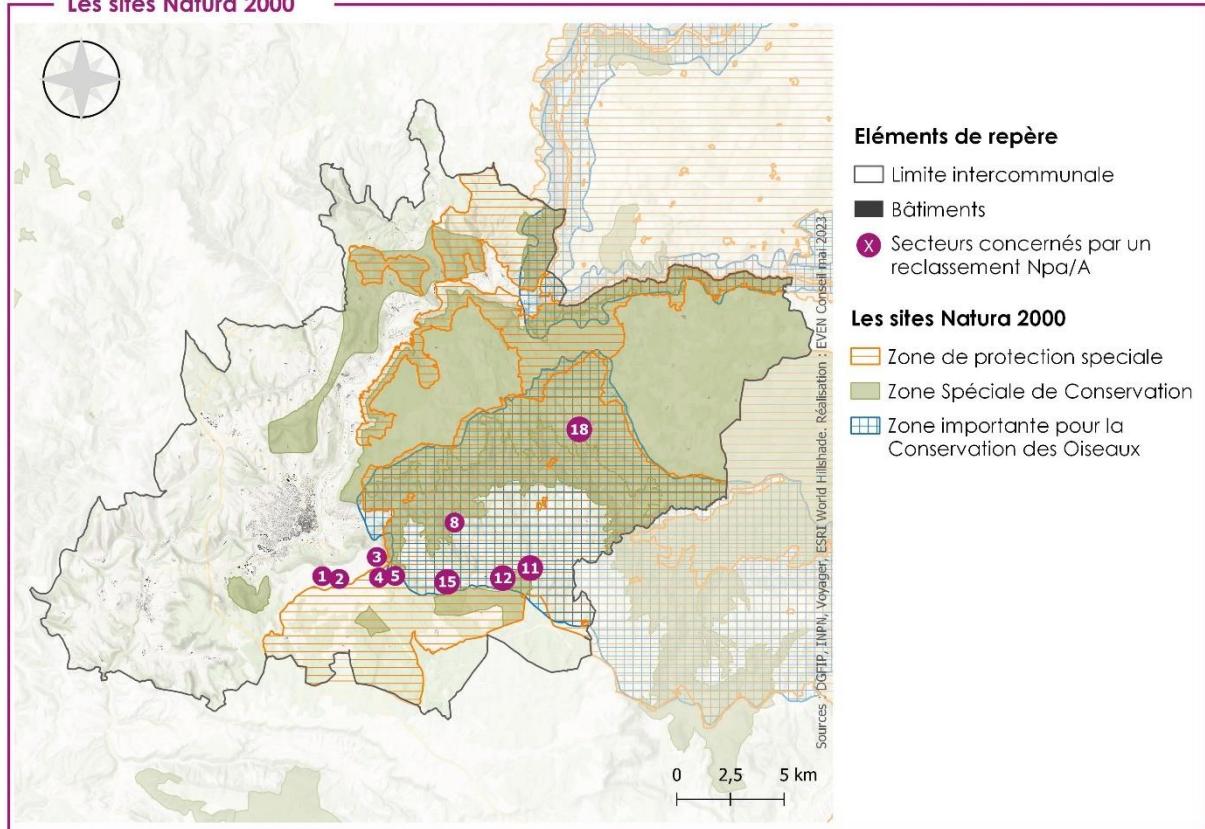 Les sites Natura 2000
Eléments de repère
Limite intercommunale
Bâtiments
X
Secteurs concernés par un
reclassement Npa/A
Les sites Natura 2000
Zone de protection speciale
Zone Spéciale de Conservation
Zone importante pour la
Conservation des Oiseaux
18
8
3
1
2
4
5
15
12
11
0 2,5 5 km
Sources : DGFIP, INPN, Voyager, ESRI World Hillshade. Réalisation : EVEN Conseil mai 2023